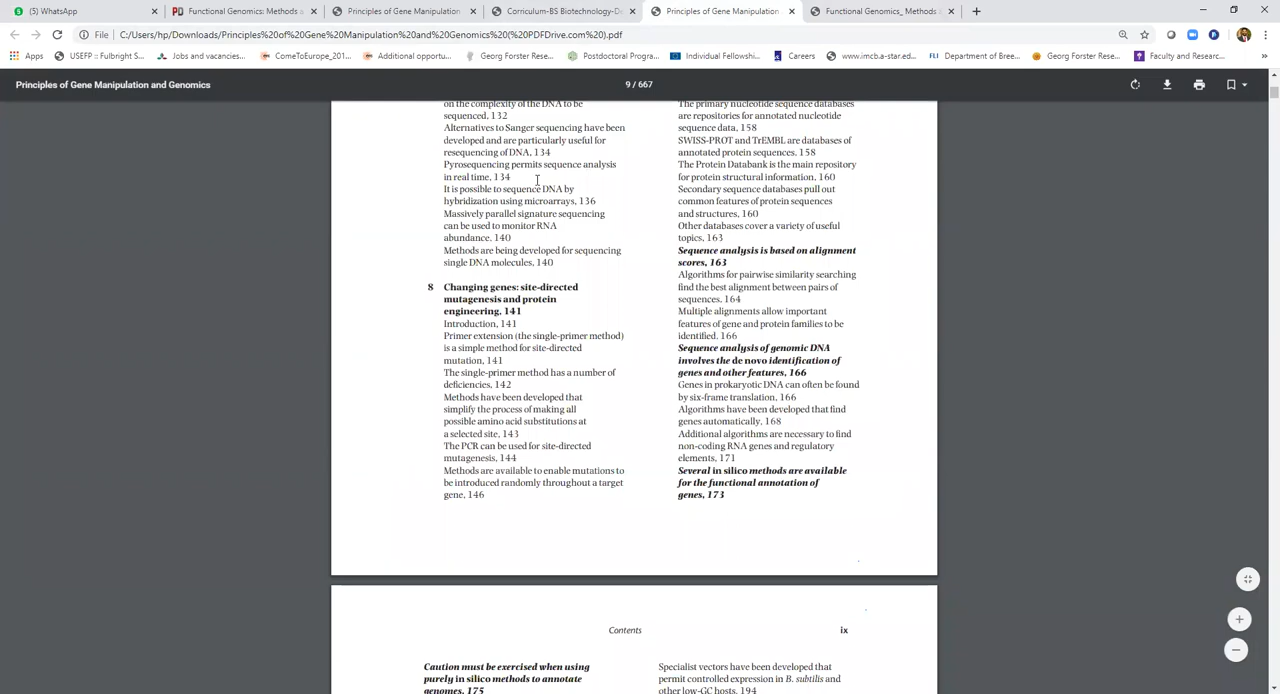 (5) WhatsApp
Functional Genomics: Methods a
Principles of Gene Manipulation
Curriculum-BS Biotechnology-De
Principles of Gene Manipulation
Functional Genomics_ Methods
File
C:/Users/hp/Downloads/Principles%20of%20Gene%20Manipulation%20and%20Genomics%20(%20PDFDrive.com%20).pdf
Apps
USEFP :: Fulbright S...
Jobs and vacancies...
ComeToEurope_201...
Additional opportu...
Georg Forster Rese...
Postdoctoral Progra...
Individual Fellowshi...
Careers
www.imcb.a-star.ed...
FLI
Department of Bree...
Georg Forster Rese...
Faculty and Researc...
Principles of Gene Manipulation and Genomics
9 / 667
on the complexity of the DNA to be
sequenced, 132
Alternatives to Sanger sequencing have been
developed and are particularly useful for
resequencing of DNA, 134
Pyrosequencing permits sequence analysis
in real time, 134
It is possible to sequence DNA by
hybridization using microarrays, 136
Massively parallel signature sequencing
can be used to monitor RNA
abundance, 140
Methods are being developed for sequencing
single DNA molecules, 140
8 Changing genes: site-directed
mutagenesis and protein
engineering, 141
Introduction, 141
Primer extension (the single-primer method)
is a simple method for site-directed
mutation, 141
The single-primer method has a number of
deficiencies, 142
Methods have been developed that
simplify the process of making all
possible amino acid substitutions at
a selected site, 143
The PCR can be used for site-directed
mutagenesis, 144
Methods are available to enable mutations to
be introduced randomly throughout a target
gene, 146
The primary nucleotide sequence databases
are repositories for annotated nucleotide
sequence data, 158
SWISS-PROT and TrEMBL are databases of
annotated protein sequences, 158
The Protein Databank is the main repository
for protein structural information, 160
Secondary sequence databases pull out
common features of protein sequences
and structures, 160
Other databases cover a variety of useful
topics, 163
Sequence analysis is based on alignment
scores, 163
Algorithms for pairwise similarity searching
find the best alignment between pairs of
sequences, 164
Multiple alignments allow important
features of gene and protein families to be
identified, 166
Sequence analysis of genomic DNA
involves the de novo identification of
genes and other features, 166
Genes in prokaryotic DNA can often be found
by six-frame translation, 166
Algorithms have been developed that find
genes automatically, 168
Additional algorithms are necessary to find
non-coding RNA genes and regulatory
elements, 171
Several in silico methods are available
for the functional annotation of
genes, 173
Contents
ix
Caution must be exercised when using
purely in silico methods to annotate
genomes, 175
Specialist vectors have been developed that
permit controlled expression in B. subtilis and
other low-GC hosts, 194